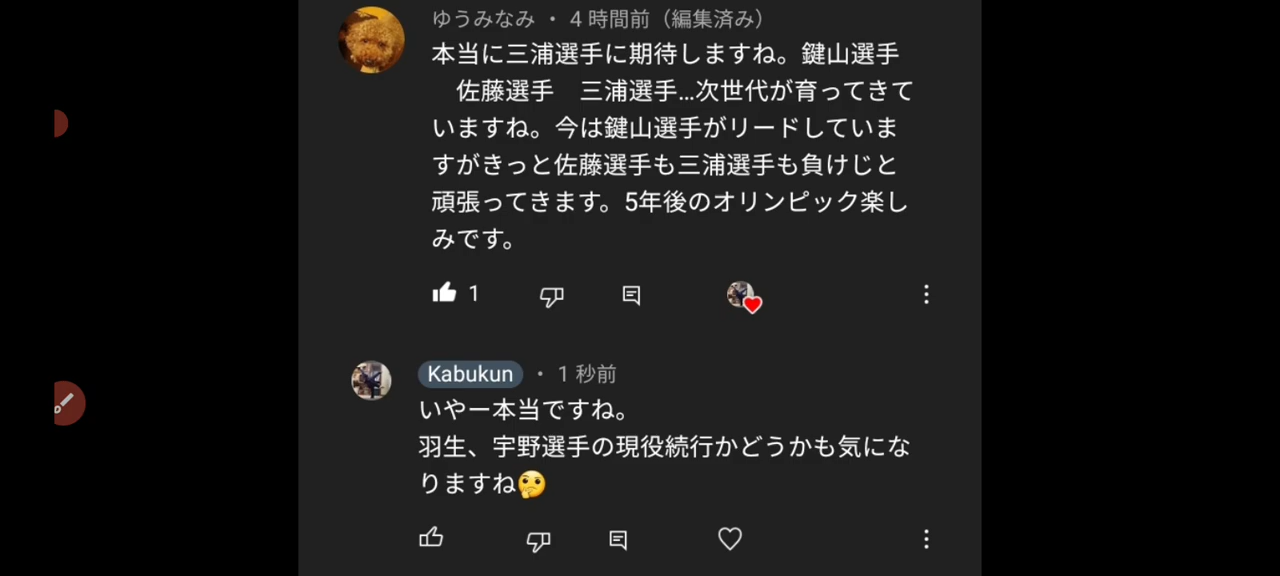 ゆうみなみ ・ 4 時間前（編集済み）
本当に三浦選手に期待しますね。鍵山選手
　佐藤選手　三浦選手…次世代が育ってきて
いますね。今は鍵山選手がリードしていま
すがきっと佐藤選手も三浦選手も負けじと
頑張ってきます。5年後のオリンピック楽し
みです。
1
Kabukun ・ 1 秒前
いやー本当ですね。
羽生、宇野選手の現役続行かどうかも気にな
りますね🤔